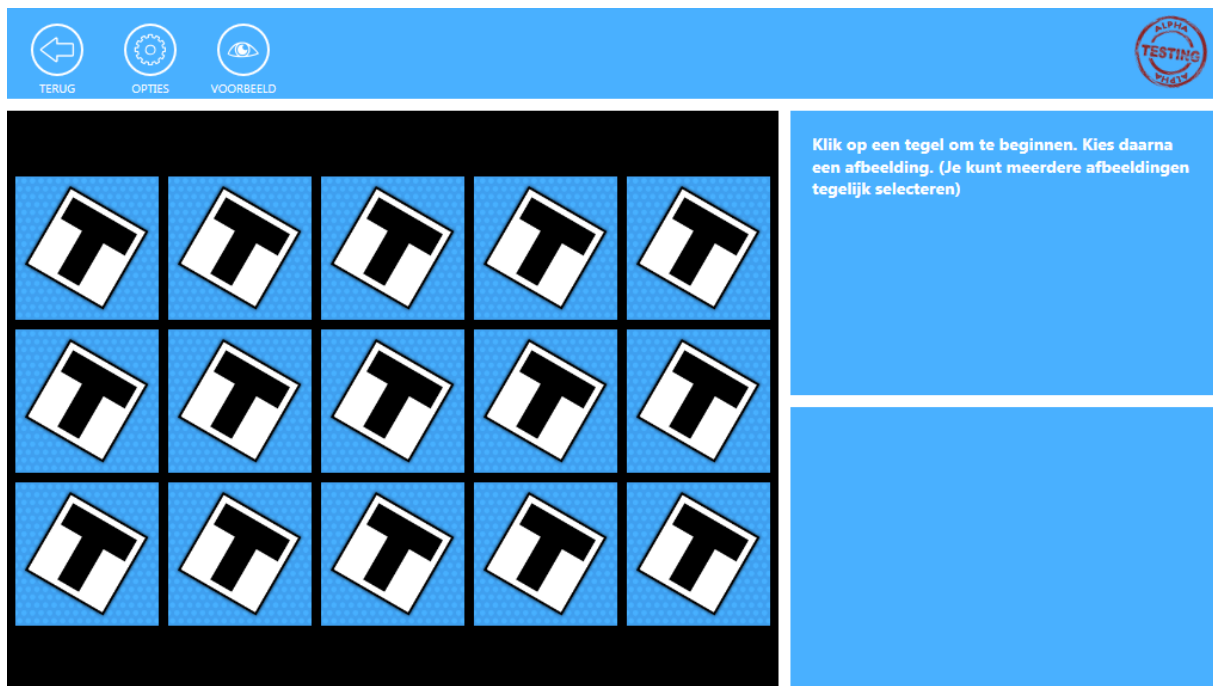 TERUG OPTIES VOORBEELD
ALPHA
TESTING
ALPHA
Klik op een tegel om te beginnen. Kies daarna
een afbeelding. (Je kunt meerdere afbeeldingen
tegelijk selecteren)
T T T T T
T T T T T
T T T T T